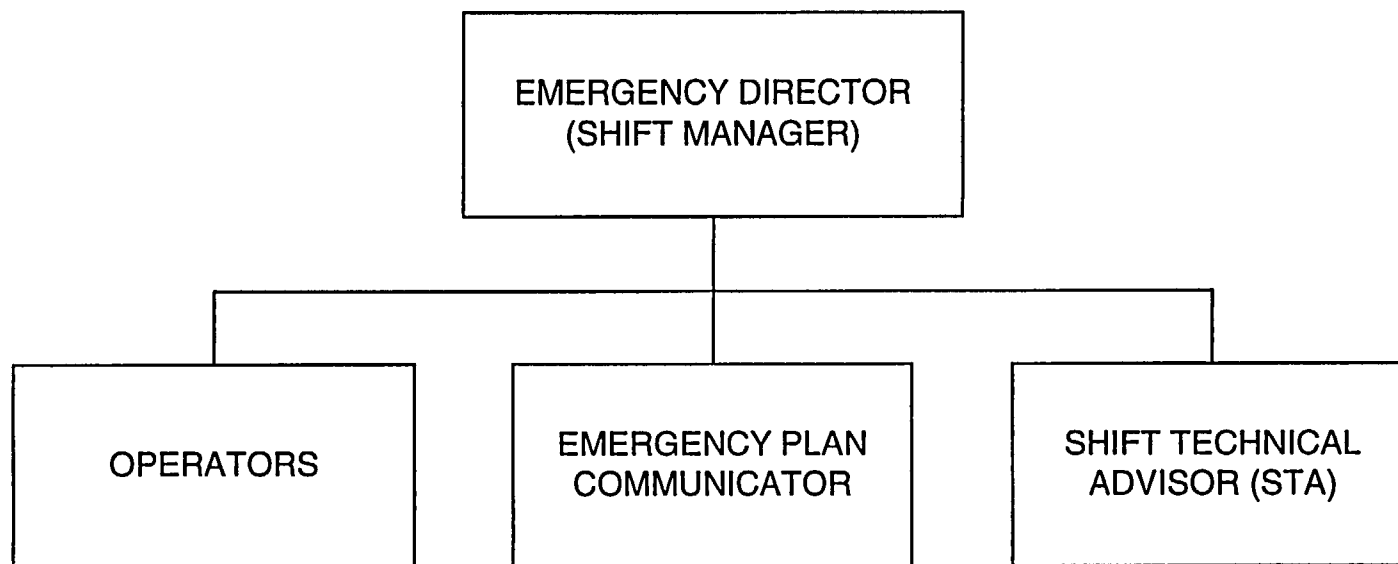 EMERGENCY DIRECTOR
(SHIFT MANAGER)
OPERATORS
EMERGENCY PLAN
COMMUNICATOR
SHIFT TECHNICAL
ADVISOR (STA)